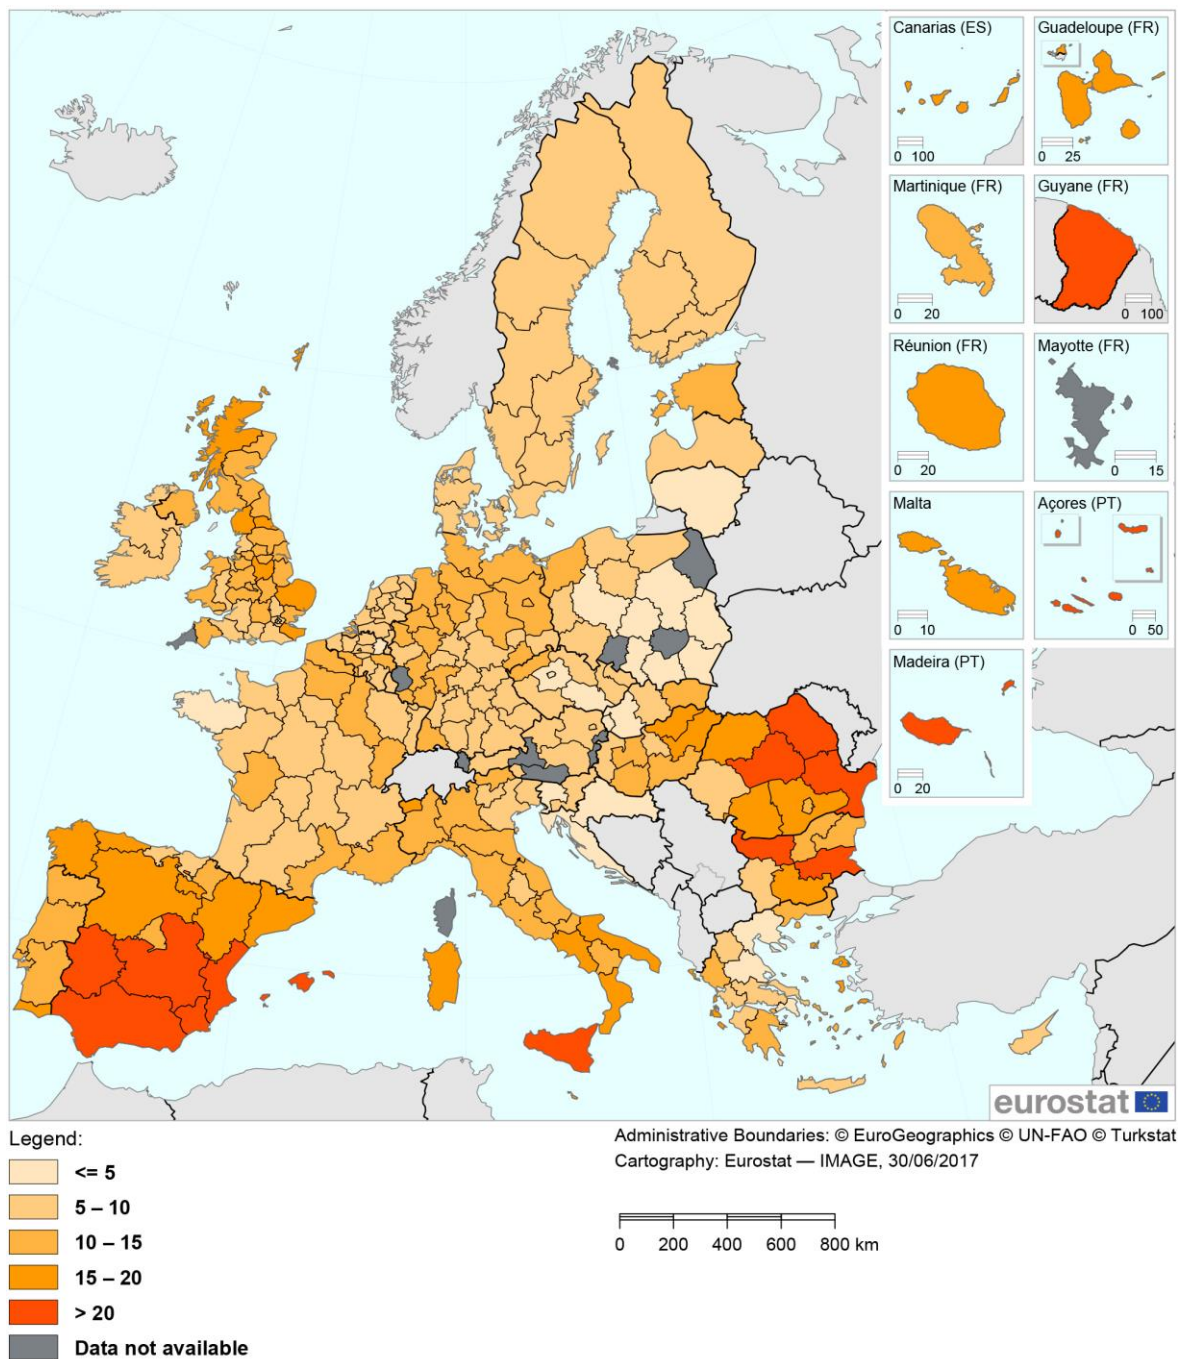 Canarias (ES)
0 100
Guadeloupe (FR)
0 25
Martinique (FR)
0 20
Guyane (FR)
0 100
Réunion (FR)
0 20
Mayotte (FR)
0 15
Malta
0 10
Açores (PT)
0 50
Madeira (PT)
0 20
eurostat
Legend:
<= 5
5 – 10
10 – 15
15 – 20
> 20
Data not available
Administrative Boundaries: © EuroGeographics © UN-FAO © Turkstat
Cartography: Eurostat — IMAGE, 30/06/2017
0 200 400 600 800 km